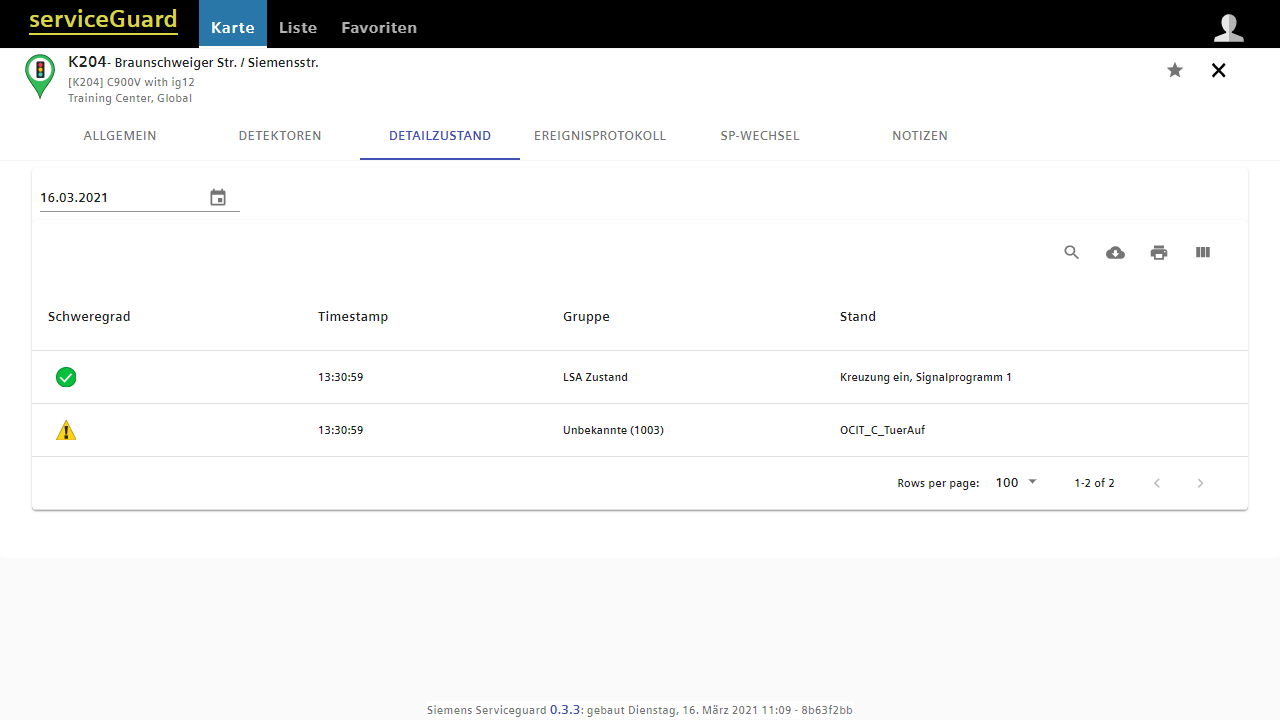 serviceGuard Karte Liste Favoriten
K204- Braunschweiger Str. / Siemensstr.
[K204] C900V with ig12
Training Center, Global
ALLGEMEIN DETEKTOREN DETAILZUSTAND EREIGNISPROTOKOLL SP-WECHSEL NOTIZEN
16.03.2021
Schweregrad Timestamp Gruppe Stand
13:30:59 LSA Zustand Kreuzung ein, Signalprogramm 1
13:30:59 Unbekannte (1003) OCIT_C_TuerAuf
Rows per page: 100 1-2 of 2
Siemens Serviceguard 0.3.3: gebaut Dienstag, 16. März 2021 11:09 - 8b63f2bb